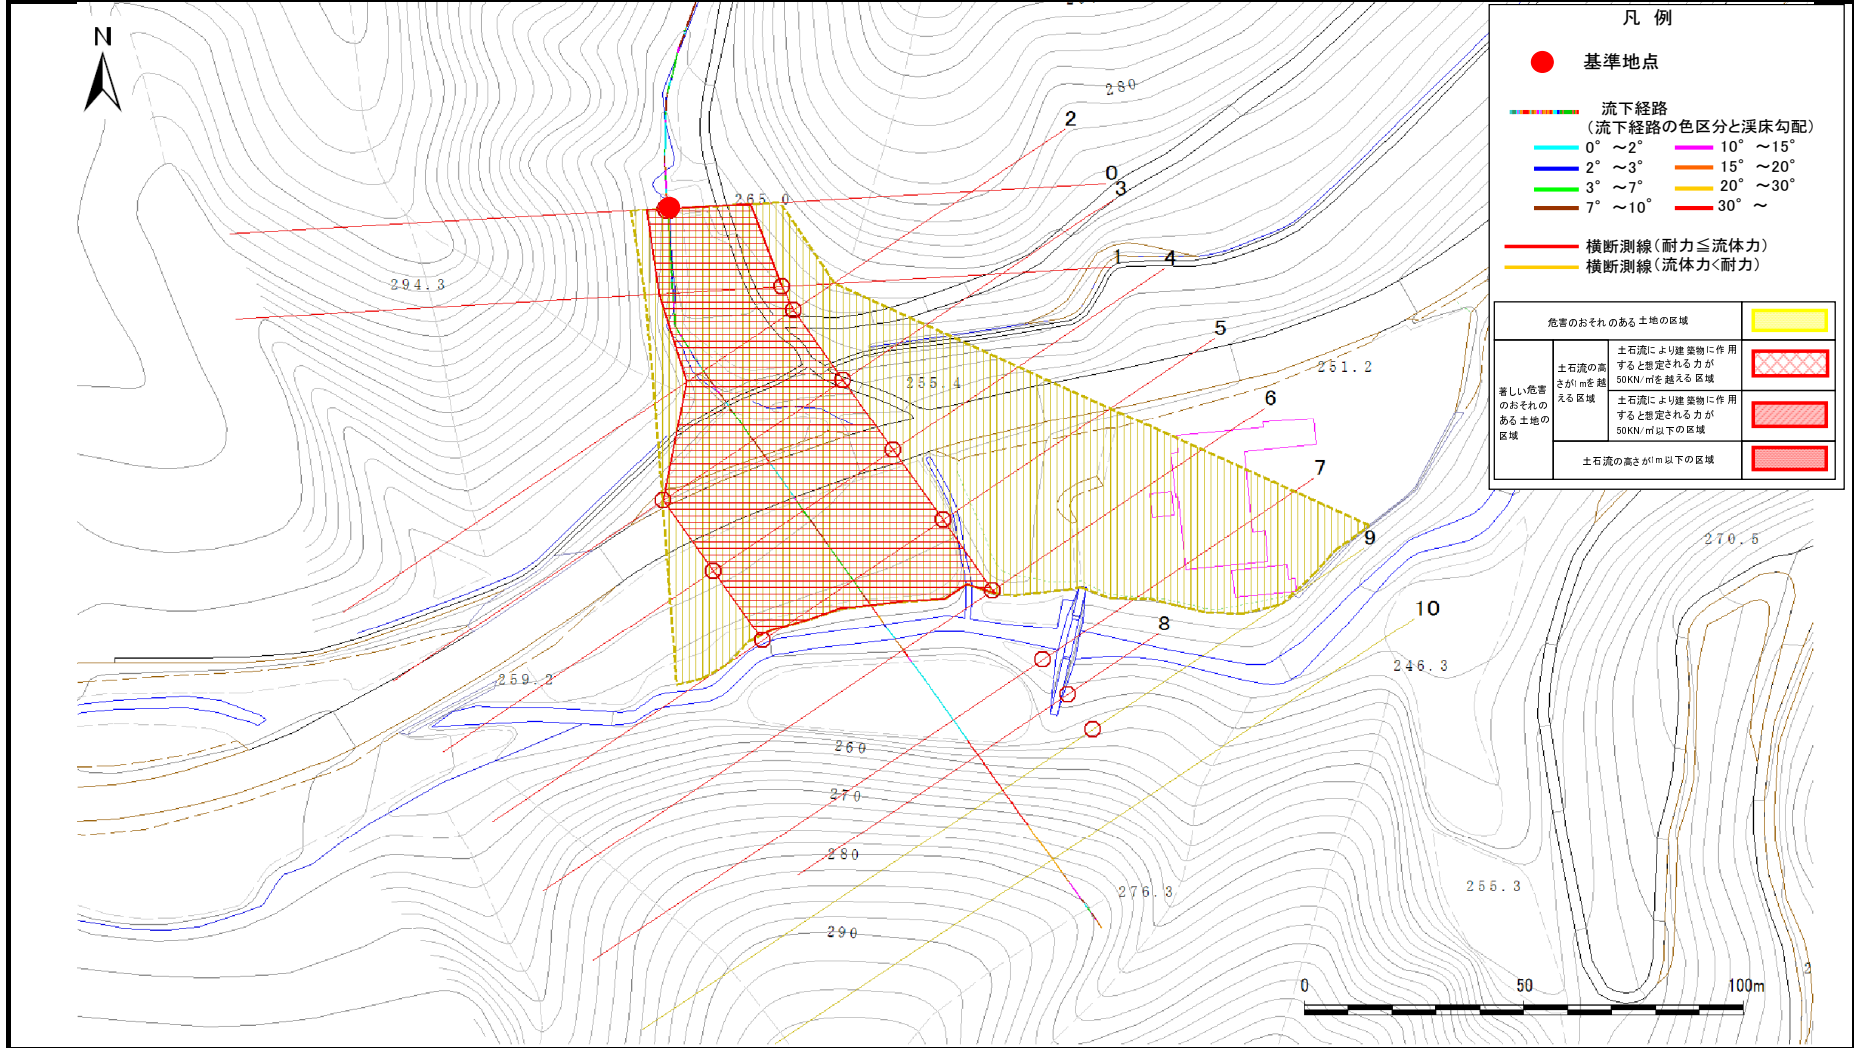 N
280
2
0
3
265.0
1
4
294.3
5
251.2
255.4
6
7
9
270.5
10
8
246.3
259.2
260
270
280
276.3
255.3
290
2
0 50 100m
凡 例
基準地点
流下経路
(流下経路の色区分と渓床勾配)
0° ~2° 10° ~15°
2° ~3° 15° ~20°
3° ~7° 20° ~30°
7° ~10° 30° ~
横断測線(耐力≦流体力)
横断測線(流体力<耐力)
危害のおそれのある土地の区域
著しい危害
のおそれの
ある土地の
区域
土石流の高
さが1mを越
える区域
土石流により建築物に作用
すると想定される力が
50KN/㎡を越える区域
土石流により建築物に作用
すると想定される力が
50KN/㎡以下の区域
土石流の高さが1m以下の区域